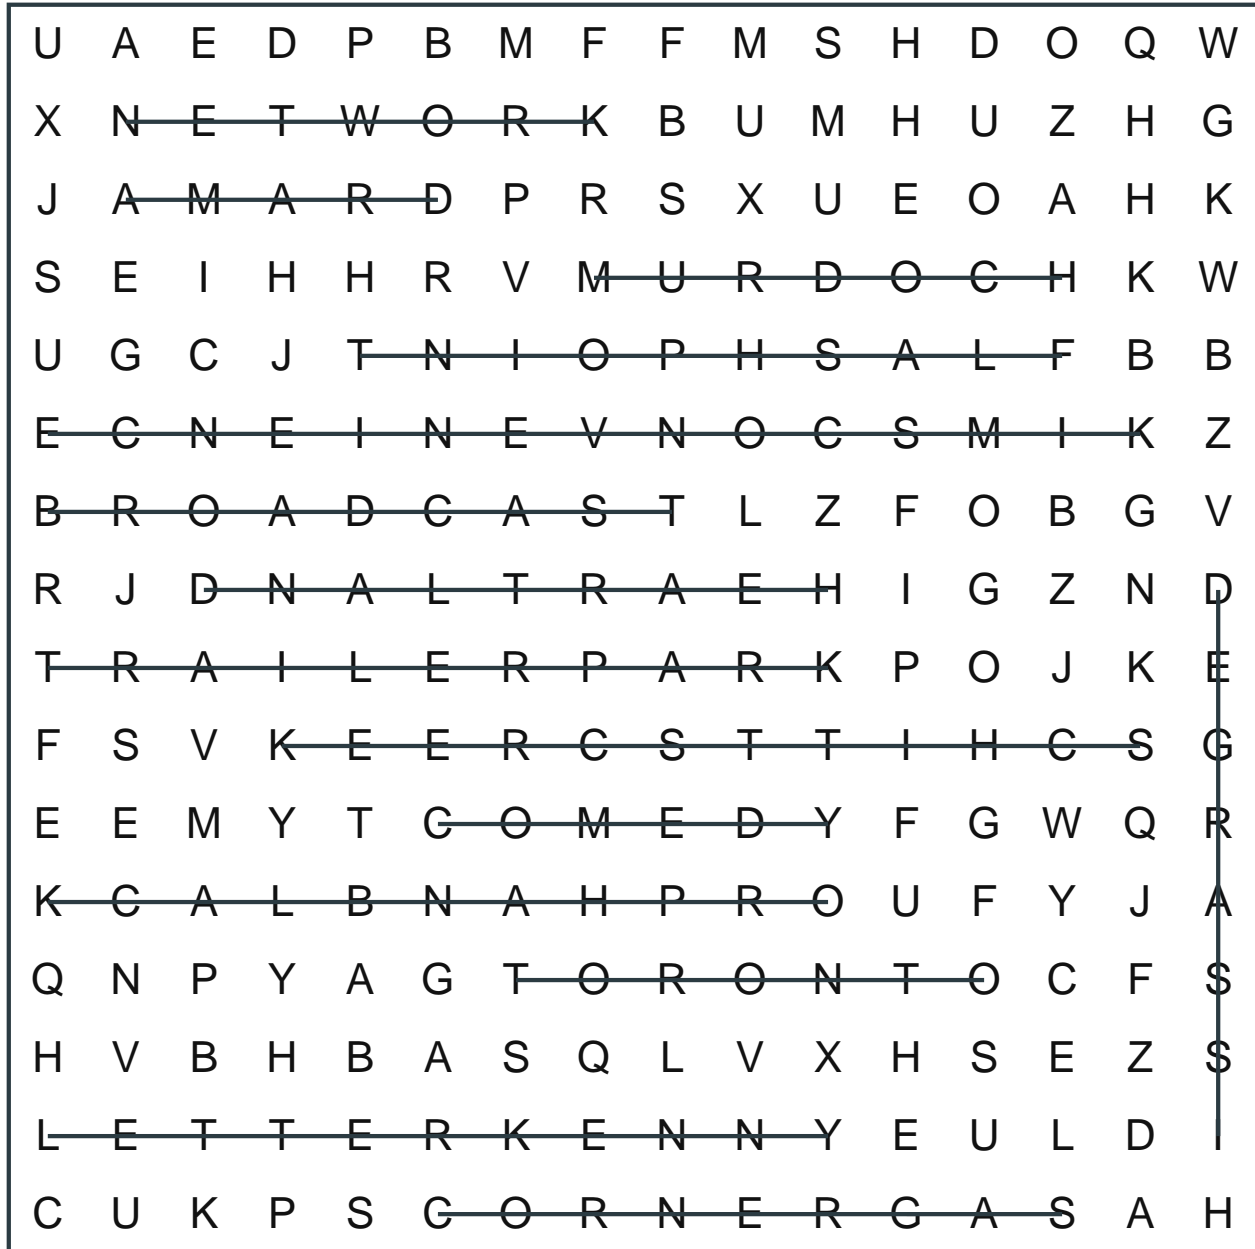 U A E D P B M F F M S H D O Q W
X N E T W O R K B U M H U Z H G
J A M A R D P R S X U E O A H K
S E I H H R V M U R D O C H K W
U G C J T N I O P H S A L F B B
E C N E I N E V N O C S M I K Z
B R O A D C A S T L Z F O B G V
R J D N A L T R A E H I G Z N D
T R A I L E R P A R K P O J K E
F S V K E E R C S T T I H C S G
E E M Y T C O M E D Y F G W Q R
K C A L B N A H P R O U F Y J A
Q N P Y A G T O R O N T O C F S
H V B H B A S Q L V X H S E Z S
L E T T E R K E N N Y E U L D I
C U K P S C O R N E R G A S A H